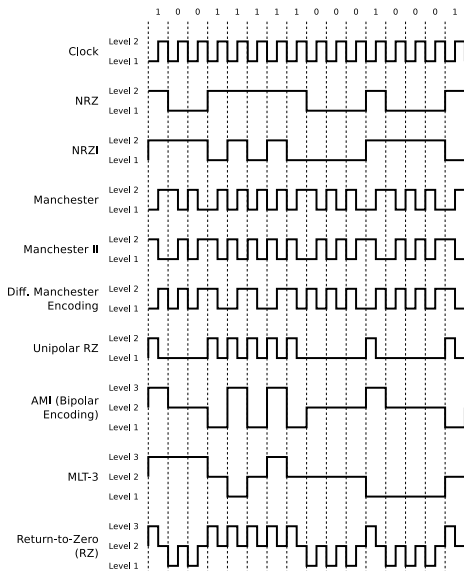 1 0 0 1 1 1 1 1 0 0 0 1 0 0 0 1
Clock
Level 2
Level 1
NRZ
Level 2
Level 1
NRZI
Level 2
Level 1
Manchester
Level 2
Level 1
Manchester II
Level 2
Level 1
Diff. Manchester
Encoding
Level 2
Level 1
Unipolar RZ
Level 2
Level 1
AMI (Bipolar
Encoding)
Level 3
Level 2
Level 1
MLT-3
Level 3
Level 2
Level 1
Return-to-Zero
(RZ)
Level 3
Level 2
Level 1